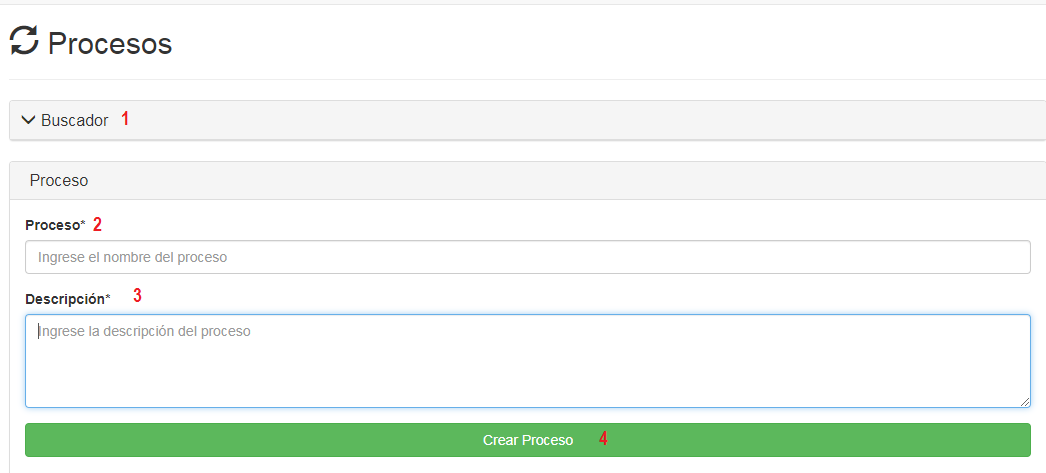 Procesos
Buscador 1
Proceso
Proceso* 2
Ingrese el nombre del proceso
Descripción* 3
Ingrese la descripción del proceso
Crear Proceso 4